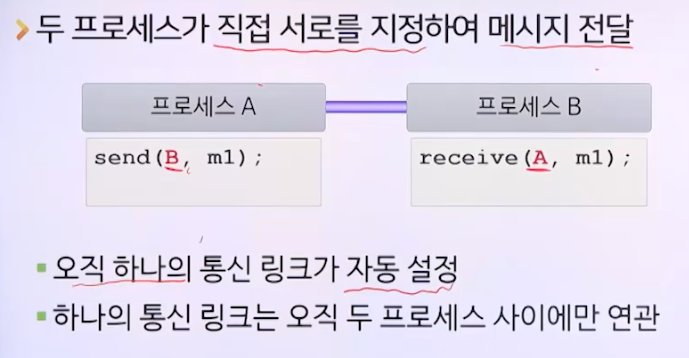 두 프로세스가 직접 서로를 지정하여 메시지 전달
프로세스 A
프로세스 B
send(B, m1);
receive(A, m1);
오직 하나의 통신 링크가 자동 설정
하나의 통신 링크는 오직 두 프로세스 사이에만 연관